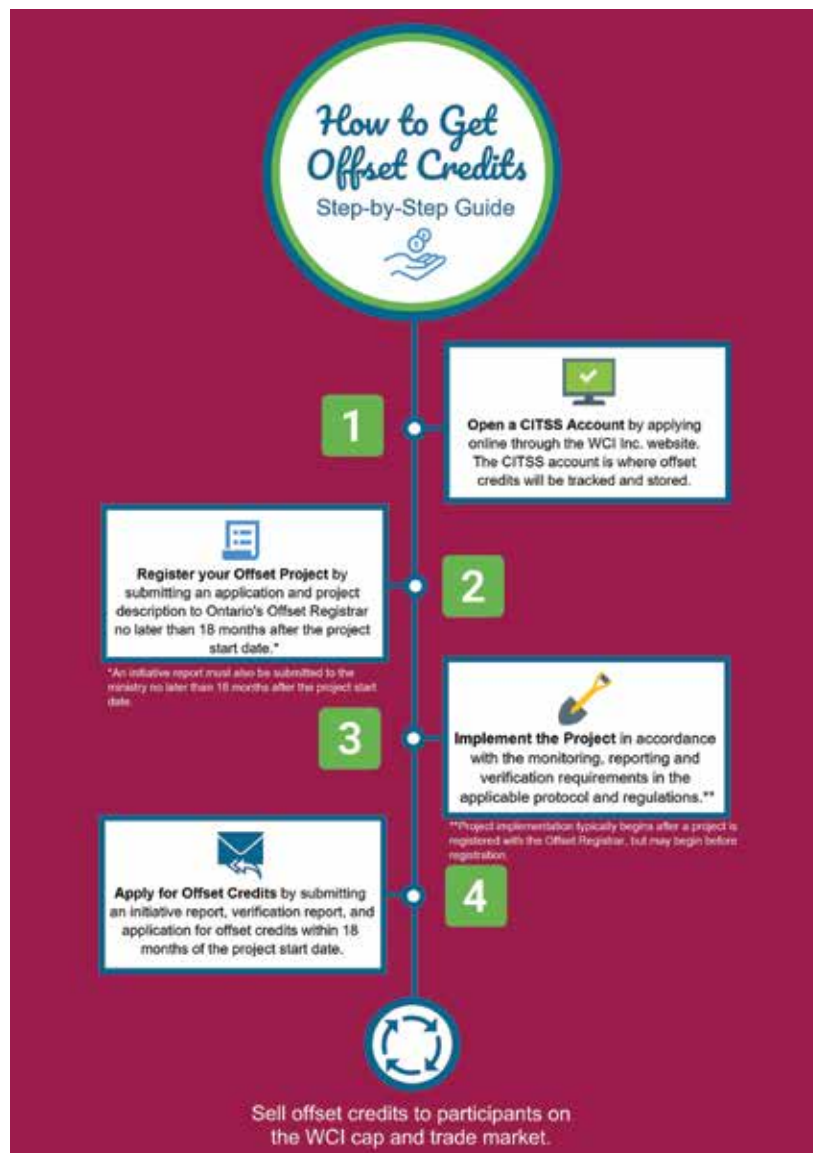 How to Get
Offset Credits
Step-by-Step Guide
1
Open a CITSS Account by applying
online through the WCI Inc. website.
The CITSS account is where offset
credits will be tracked and stored.
Register your Offset Project by
submitting an application and project
description to Ontario's Offset Registrar
no later than 18 months after the project
start date.*
*An initiative report must also be submitted to the
ministry no later than 18 months after the project start
date.
2
3
Implement the Project in accordance
with the monitoring, reporting and
verification requirements in the
applicable protocol and regulations.**
**Project implementation typically begins after a project is
registered with the Offset Registrar, but may begin before
registration.
Apply for Offset Credits by submitting
an initiative report, verification report, and
application for offset credits within 18
months of the project start date.
4
Sell offset credits to participants on
the WCI cap and trade market.